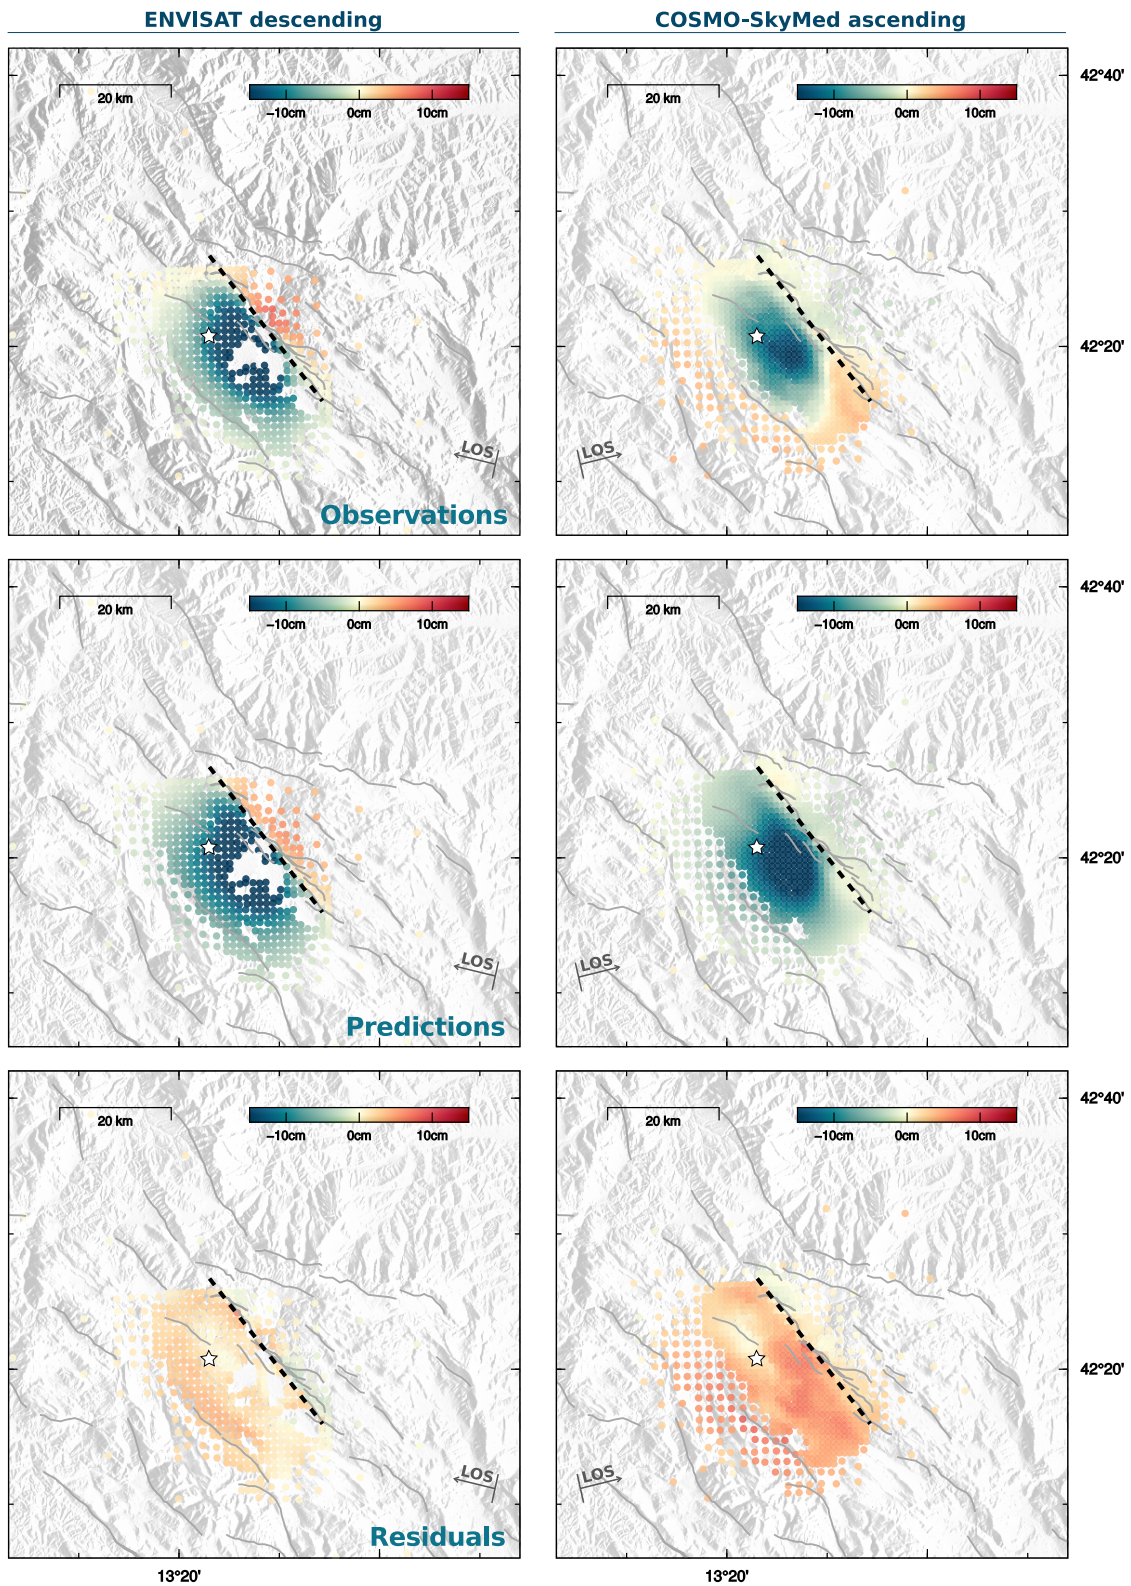 ENVISAT descending COSMO-SkyMed ascending
20 km −10cm 0cm 10cm 20 km −10cm 0cm 10cm 42°40'
42°20'
LOS LOS
Observations
20 km −10cm 0cm 10cm 20 km −10cm 0cm 10cm 42°40'
42°20'
LOS LOS
Predictions
20 km −10cm 0cm 10cm 20 km −10cm 0cm 10cm 42°40'
42°20'
LOS LOS
Residuals
13°20' 13°20'